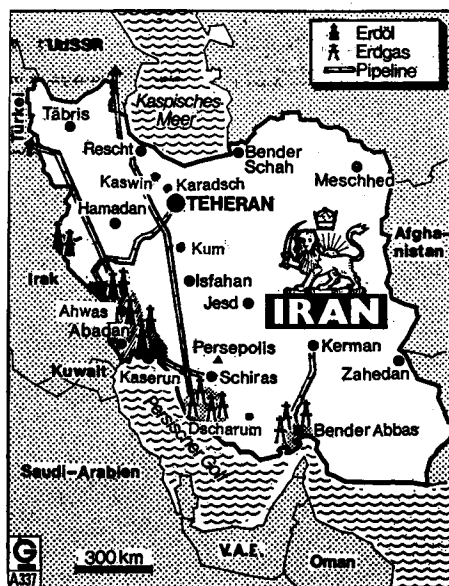 UdSSR
Erdöl
Erdgas
Pipeline
Türkei
Täbris
Kaspisches
Meer
Rescht
Bender
Schah
Meschhed
Kaswin
Karadsch
TEHERAN
Hamadan
Afgha-
nistan
Kum
Irak
Isfahan
Jesd
IRAN
Ahwas
Abadan
Persepolis
Kerman
Kuwait
Kaserun
Schiras
Zahedan
Persischer Golf
Dscharum
Bender Abbas
Saudi-Arabien
V.A.E.
Oman
G
A337
300 km